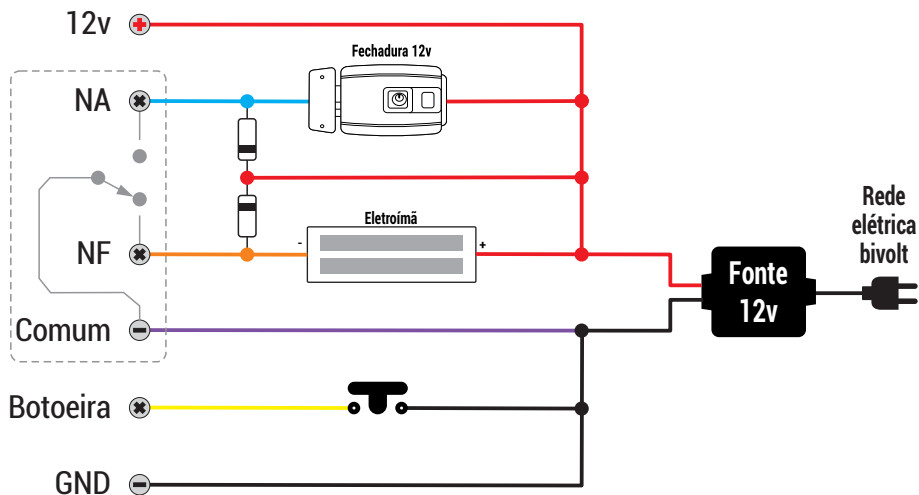 12v
Fechadura 12v
NA
Eletroímã
- +
NF
Rede
elétrica
bivolt
Fonte
12v
Comum
Botoeira
GND